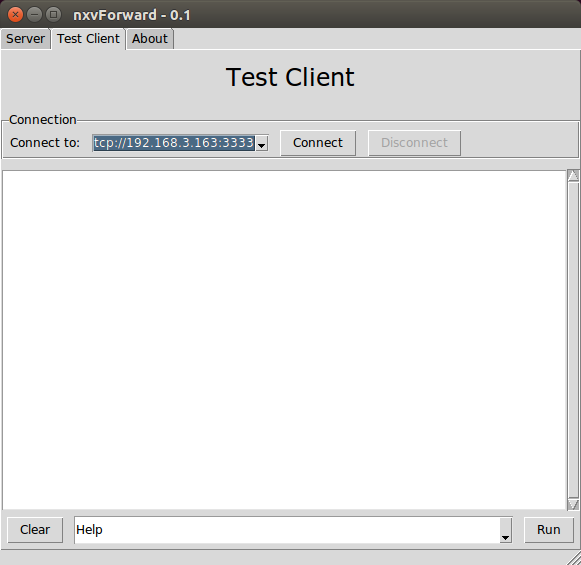 nxvForward - 0.1
Server Test Client About
Test Client
Connection
Connect to: tcp://192.168.3.163:3333 Connect Disconnect
Clear Help Run